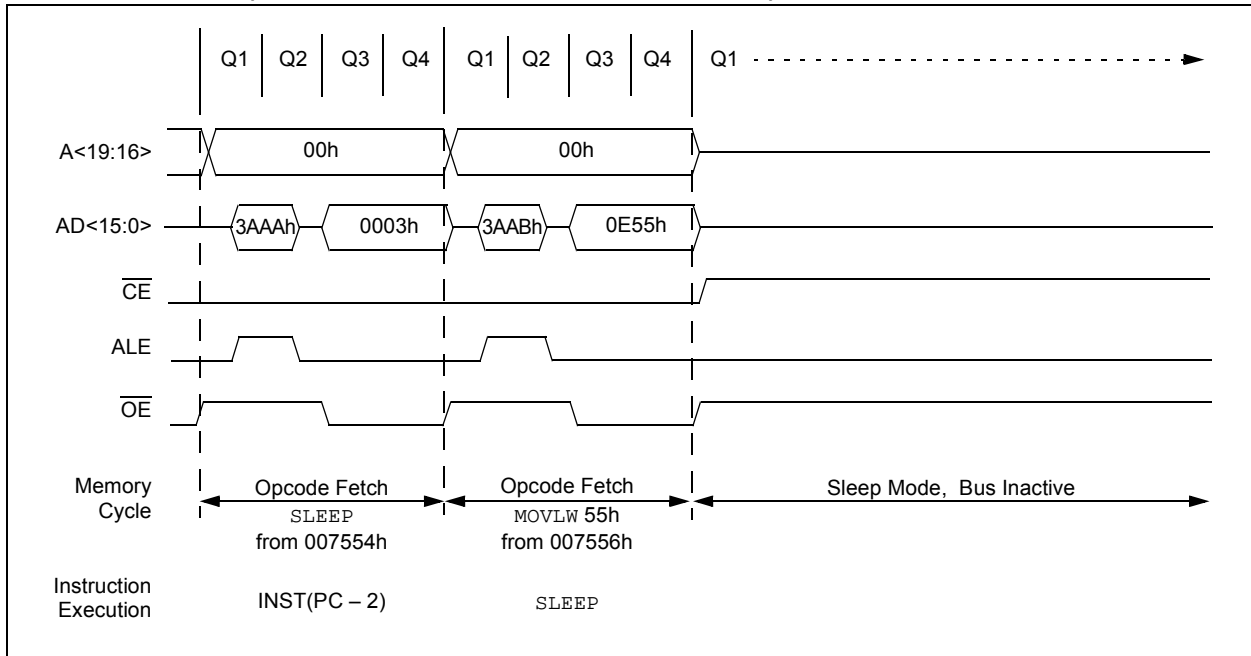 Q1 Q2 Q3 Q4 Q1 Q2 Q3 Q4 Q1
A<19:16> 00h 00h
AD<15:0> 3AAAh 0003h 3AABh 0E55h
CE
ALE
OE
Memory Cycle
Opcode Fetch
SLEEP
from 007554h
Opcode Fetch
MOVLW 55h
from 007556h
Sleep Mode, Bus Inactive
Instruction Execution
INST(PC – 2)
SLEEP